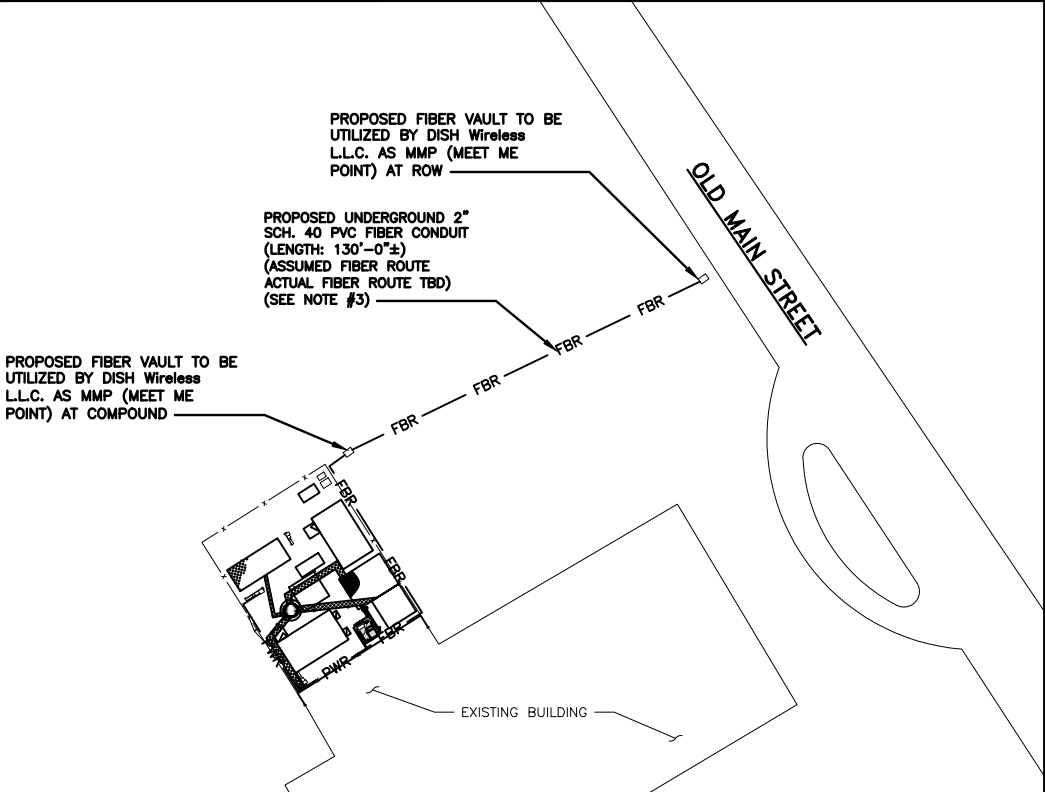 PROPOSED FIBER VAULT TO BE
UTILIZED BY DISH Wireless
L.L.C. AS MMP (MEET ME
POINT) AT ROW
OLD MAIN STREET
PROPOSED UNDERGROUND 2"
SCH. 40 PVC FIBER CONDUIT
(LENGTH: 130'-0"±)
(ASSUMED FIBER ROUTE
ACTUAL FIBER ROUTE TBD)
(SEE NOTE #3)
FBR
FBR
FBR
FBR
PROPOSED FIBER VAULT TO BE
UTILIZED BY DISH Wireless
L.L.C. AS MMP (MEET ME
POINT) AT COMPOUND
x
x
x
FBR
x
x
FBR
FBR
PWR
EXISTING BUILDING